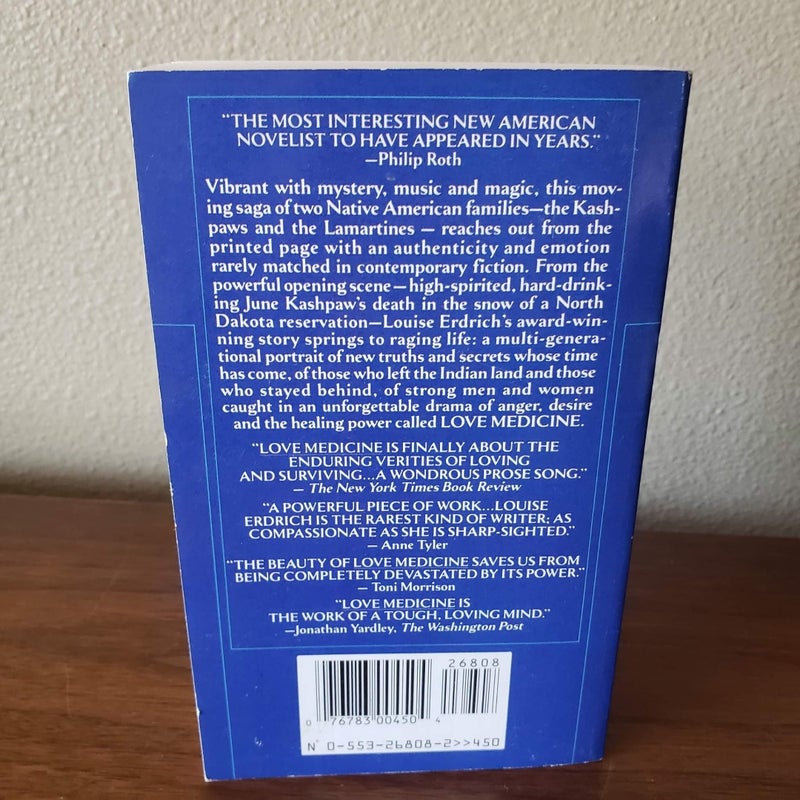 “THE MOST INTERESTING NEW AMERICAN
NOVELIST TO HAVE APPEARED IN YEARS.”
—Philip Roth
Vibrant with mystery, music and magic, this mov-
ing saga of two Native American families—the Kash-
paws and the Lamartines — reaches out from the
printed page with an authenticity and emotion
rarely matched in contemporary fiction. From the
powerful opening scene—high-spirited, hard-drink-
ing June Kashpaw's death in the snow of a North
Dakota reservation—Louise Erdrich's award-win-
ning story springs to raging life: a multi-genera-
tional portrait of new truths and secrets whose time
has come, of those who left the Indian land and those
who stayed behind, of strong men and women
caught in an unforgettable drama of anger, desire
and the healing power called LOVE MEDICINE.
“LOVE MEDICINE IS FINALLY ABOUT THE
ENDURING VERITIES OF LOVING
AND SURVIVING...A WONDROUS PROSE SONG.”
— The New York Times Book Review
“A POWERFUL PIECE OF WORK...LOUISE
ERDRICH IS THE RAREST KIND OF WRITER; AS
COMPASSIONATE AS SHE IS SHARP-SIGHTED.”
— Anne Tyler
“THE BEAUTY OF LOVE MEDICINE SAVES US FROM
BEING COMPLETELY DEVASTATED BY ITS POWER.”
— Toni Morrison
“LOVE MEDICINE IS
THE WORK OF A TOUGH, LOVING MIND.”
—Jonathan Yardley, The Washington Post
26808
0 76783 00450 4
N° 0-553-26808-2>>450